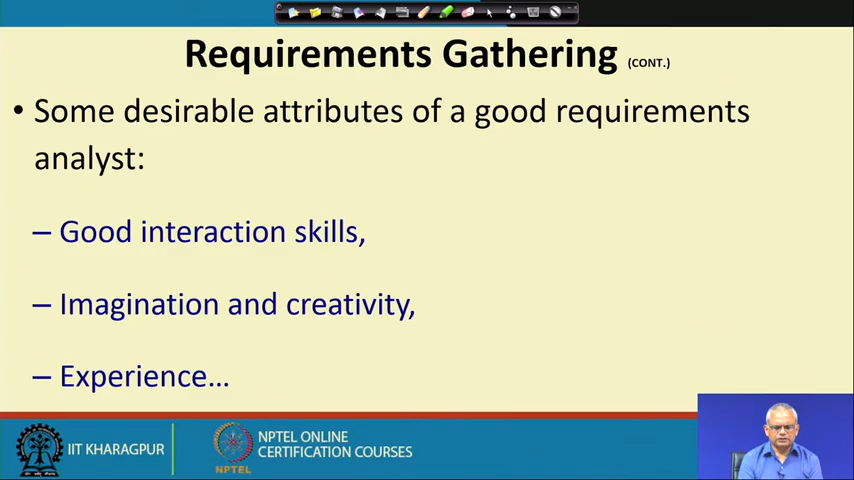 Requirements Gathering (CONT.)
• Some desirable attributes of a good requirements
analyst:
– Good interaction skills,
– Imagination and creativity,
– Experience…
IIT KHARAGPUR
NPTEL
NPTEL ONLINE
CERTIFICATION COURSES